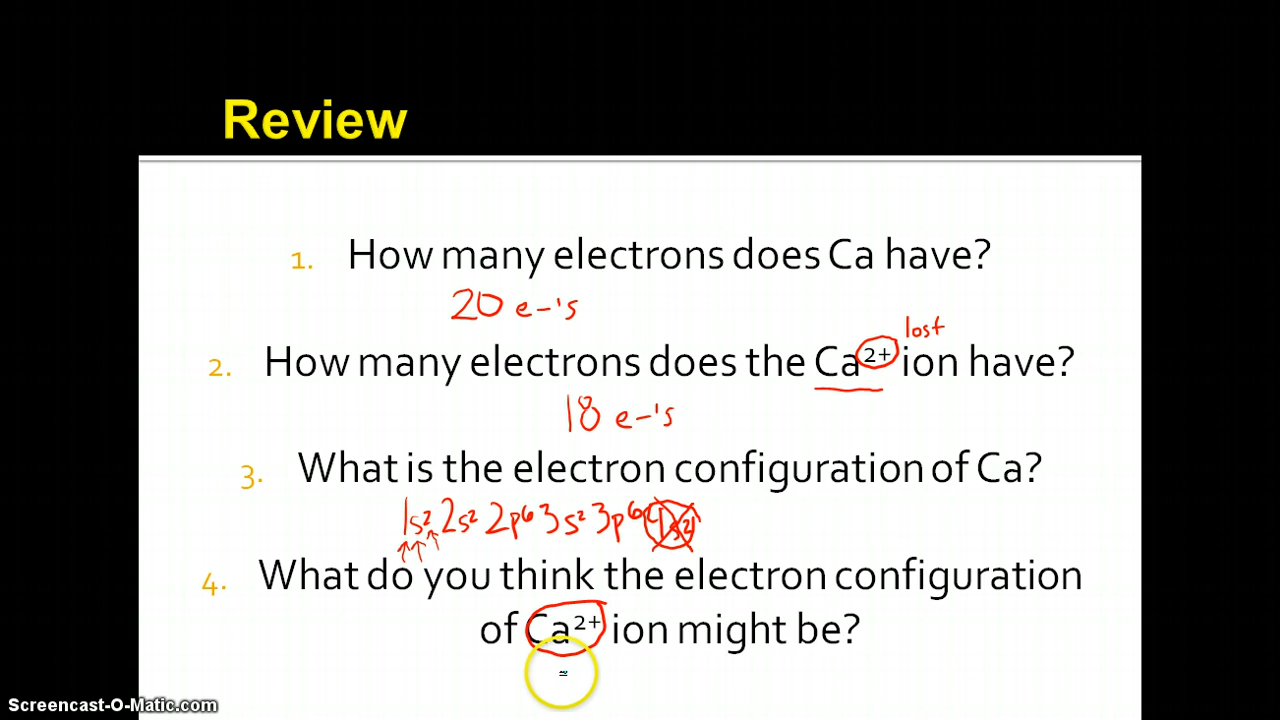 Review
1. How many electrons does Ca have?
20 e-'s
lost
2. How many electrons does the Ca²⁺ ion have?
18 e-'s
3. What is the electron configuration of Ca?
1s² 2s² 2p⁶ 3s² 3p⁶ 4s²
4. What do you think the electron configuration
of Ca²⁺ ion might be?
Screencast-O-Matic.com